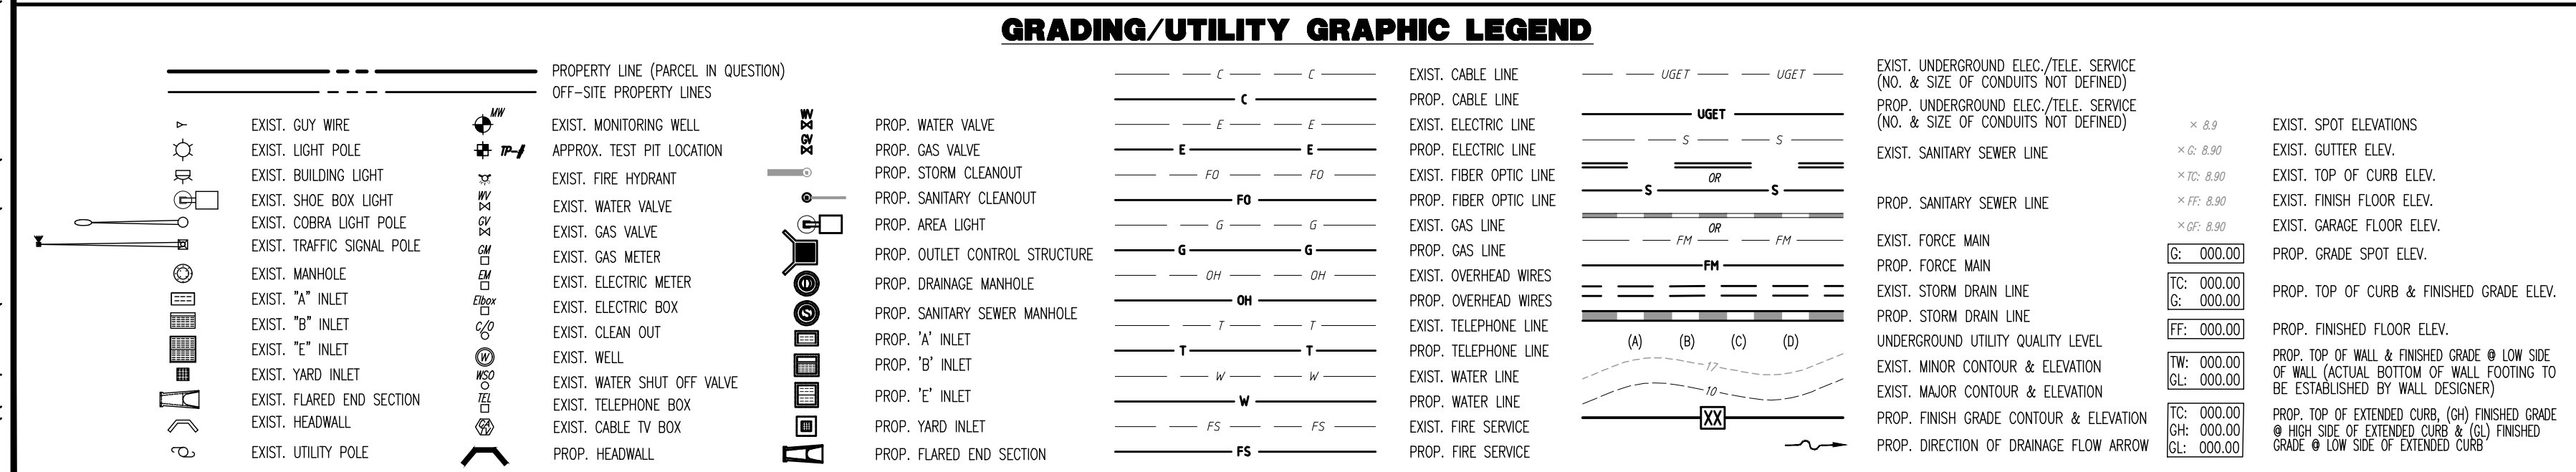 GRADING/UTILITY GRAPHIC LEGEND
PROPERTY LINE (PARCEL IN QUESTION)
OFF-SITE PROPERTY LINES
EXIST. GUY WIRE
EXIST. LIGHT POLE
EXIST. BUILDING LIGHT
EXIST. SHOE BOX LIGHT
EXIST. COBRA LIGHT POLE
EXIST. TRAFFIC SIGNAL POLE
EXIST. MANHOLE
EXIST. "A" INLET
EXIST. "B" INLET
EXIST. "E" INLET
EXIST. YARD INLET
EXIST. FLARED END SECTION
EXIST. HEADWALL
EXIST. UTILITY POLE
MW
EXIST. MONITORING WELL
TP-#
APPROX. TEST PIT LOCATION
EXIST. FIRE HYDRANT
WV
EXIST. WATER VALVE
GV
EXIST. GAS VALVE
GM
EXIST. GAS METER
EM
EXIST. ELECTRIC METER
Elbox
EXIST. ELECTRIC BOX
C/O
EXIST. CLEAN OUT
W
EXIST. WELL
WSO
EXIST. WATER SHUT OFF VALVE
TEL
EXIST. TELEPHONE BOX
EXIST. CABLE TV BOX
PROP. HEADWALL
WV
PROP. WATER VALVE
GV
PROP. GAS VALVE
PROP. STORM CLEANOUT
PROP. SANITARY CLEANOUT
PROP. AREA LIGHT
PROP. OUTLET CONTROL STRUCTURE
D
PROP. DRAINAGE MANHOLE
S
PROP. SANITARY SEWER MANHOLE
PROP. 'A' INLET
PROP. 'B' INLET
PROP. 'E' INLET
PROP. YARD INLET
PROP. FLARED END SECTION
C C
EXIST. CABLE LINE
C
PROP. CABLE LINE
E E
EXIST. ELECTRIC LINE
E E
PROP. ELECTRIC LINE
FO FO
EXIST. FIBER OPTIC LINE
FO
PROP. FIBER OPTIC LINE
G G
EXIST. GAS LINE
G G
PROP. GAS LINE
OH OH
EXIST. OVERHEAD WIRES
OH
PROP. OVERHEAD WIRES
T T
EXIST. TELEPHONE LINE
T T
PROP. TELEPHONE LINE
W W
EXIST. WATER LINE
W
PROP. WATER LINE
FS FS
EXIST. FIRE SERVICE
FS
PROP. FIRE SERVICE
UGET UGET
EXIST. UNDERGROUND ELEC./TELE. SERVICE
(NO. & SIZE OF CONDUITS NOT DEFINED)
UGET
PROP. UNDERGROUND ELEC./TELE. SERVICE
(NO. & SIZE OF CONDUITS NOT DEFINED)
S S
EXIST. SANITARY SEWER LINE
OR
S S
PROP. SANITARY SEWER LINE
OR
FM FM
EXIST. FORCE MAIN
FM
PROP. FORCE MAIN
EXIST. STORM DRAIN LINE
PROP. STORM DRAIN LINE
(A) (B) (C) (D)
UNDERGROUND UTILITY QUALITY LEVEL
17
EXIST. MINOR CONTOUR & ELEVATION
10
EXIST. MAJOR CONTOUR & ELEVATION
XX
PROP. FINISH GRADE CONTOUR & ELEVATION
PROP. DIRECTION OF DRAINAGE FLOW ARROW
× 8.9
EXIST. SPOT ELEVATIONS
× G: 8.90
EXIST. GUTTER ELEV.
× TC: 8.90
EXIST. TOP OF CURB ELEV.
× FF: 8.90
EXIST. FINISH FLOOR ELEV.
× GF: 8.90
EXIST. GARAGE FLOOR ELEV.
G: 000.00
PROP. GRADE SPOT ELEV.
TC: 000.00
G: 000.00
PROP. TOP OF CURB & FINISHED GRADE ELEV.
FF: 000.00
PROP. FINISHED FLOOR ELEV.
TW: 000.00
GL: 000.00
PROP. TOP OF WALL & FINISHED GRADE @ LOW SIDE
OF WALL (ACTUAL BOTTOM OF WALL FOOTING TO
BE ESTABLISHED BY WALL DESIGNER)
TC: 000.00
GH: 000.00
GL: 000.00
PROP. TOP OF EXTENDED CURB, (GH) FINISHED GRADE
@ HIGH SIDE OF EXTENDED CURB & (GL) FINISHED
GRADE @ LOW SIDE OF EXTENDED CURB